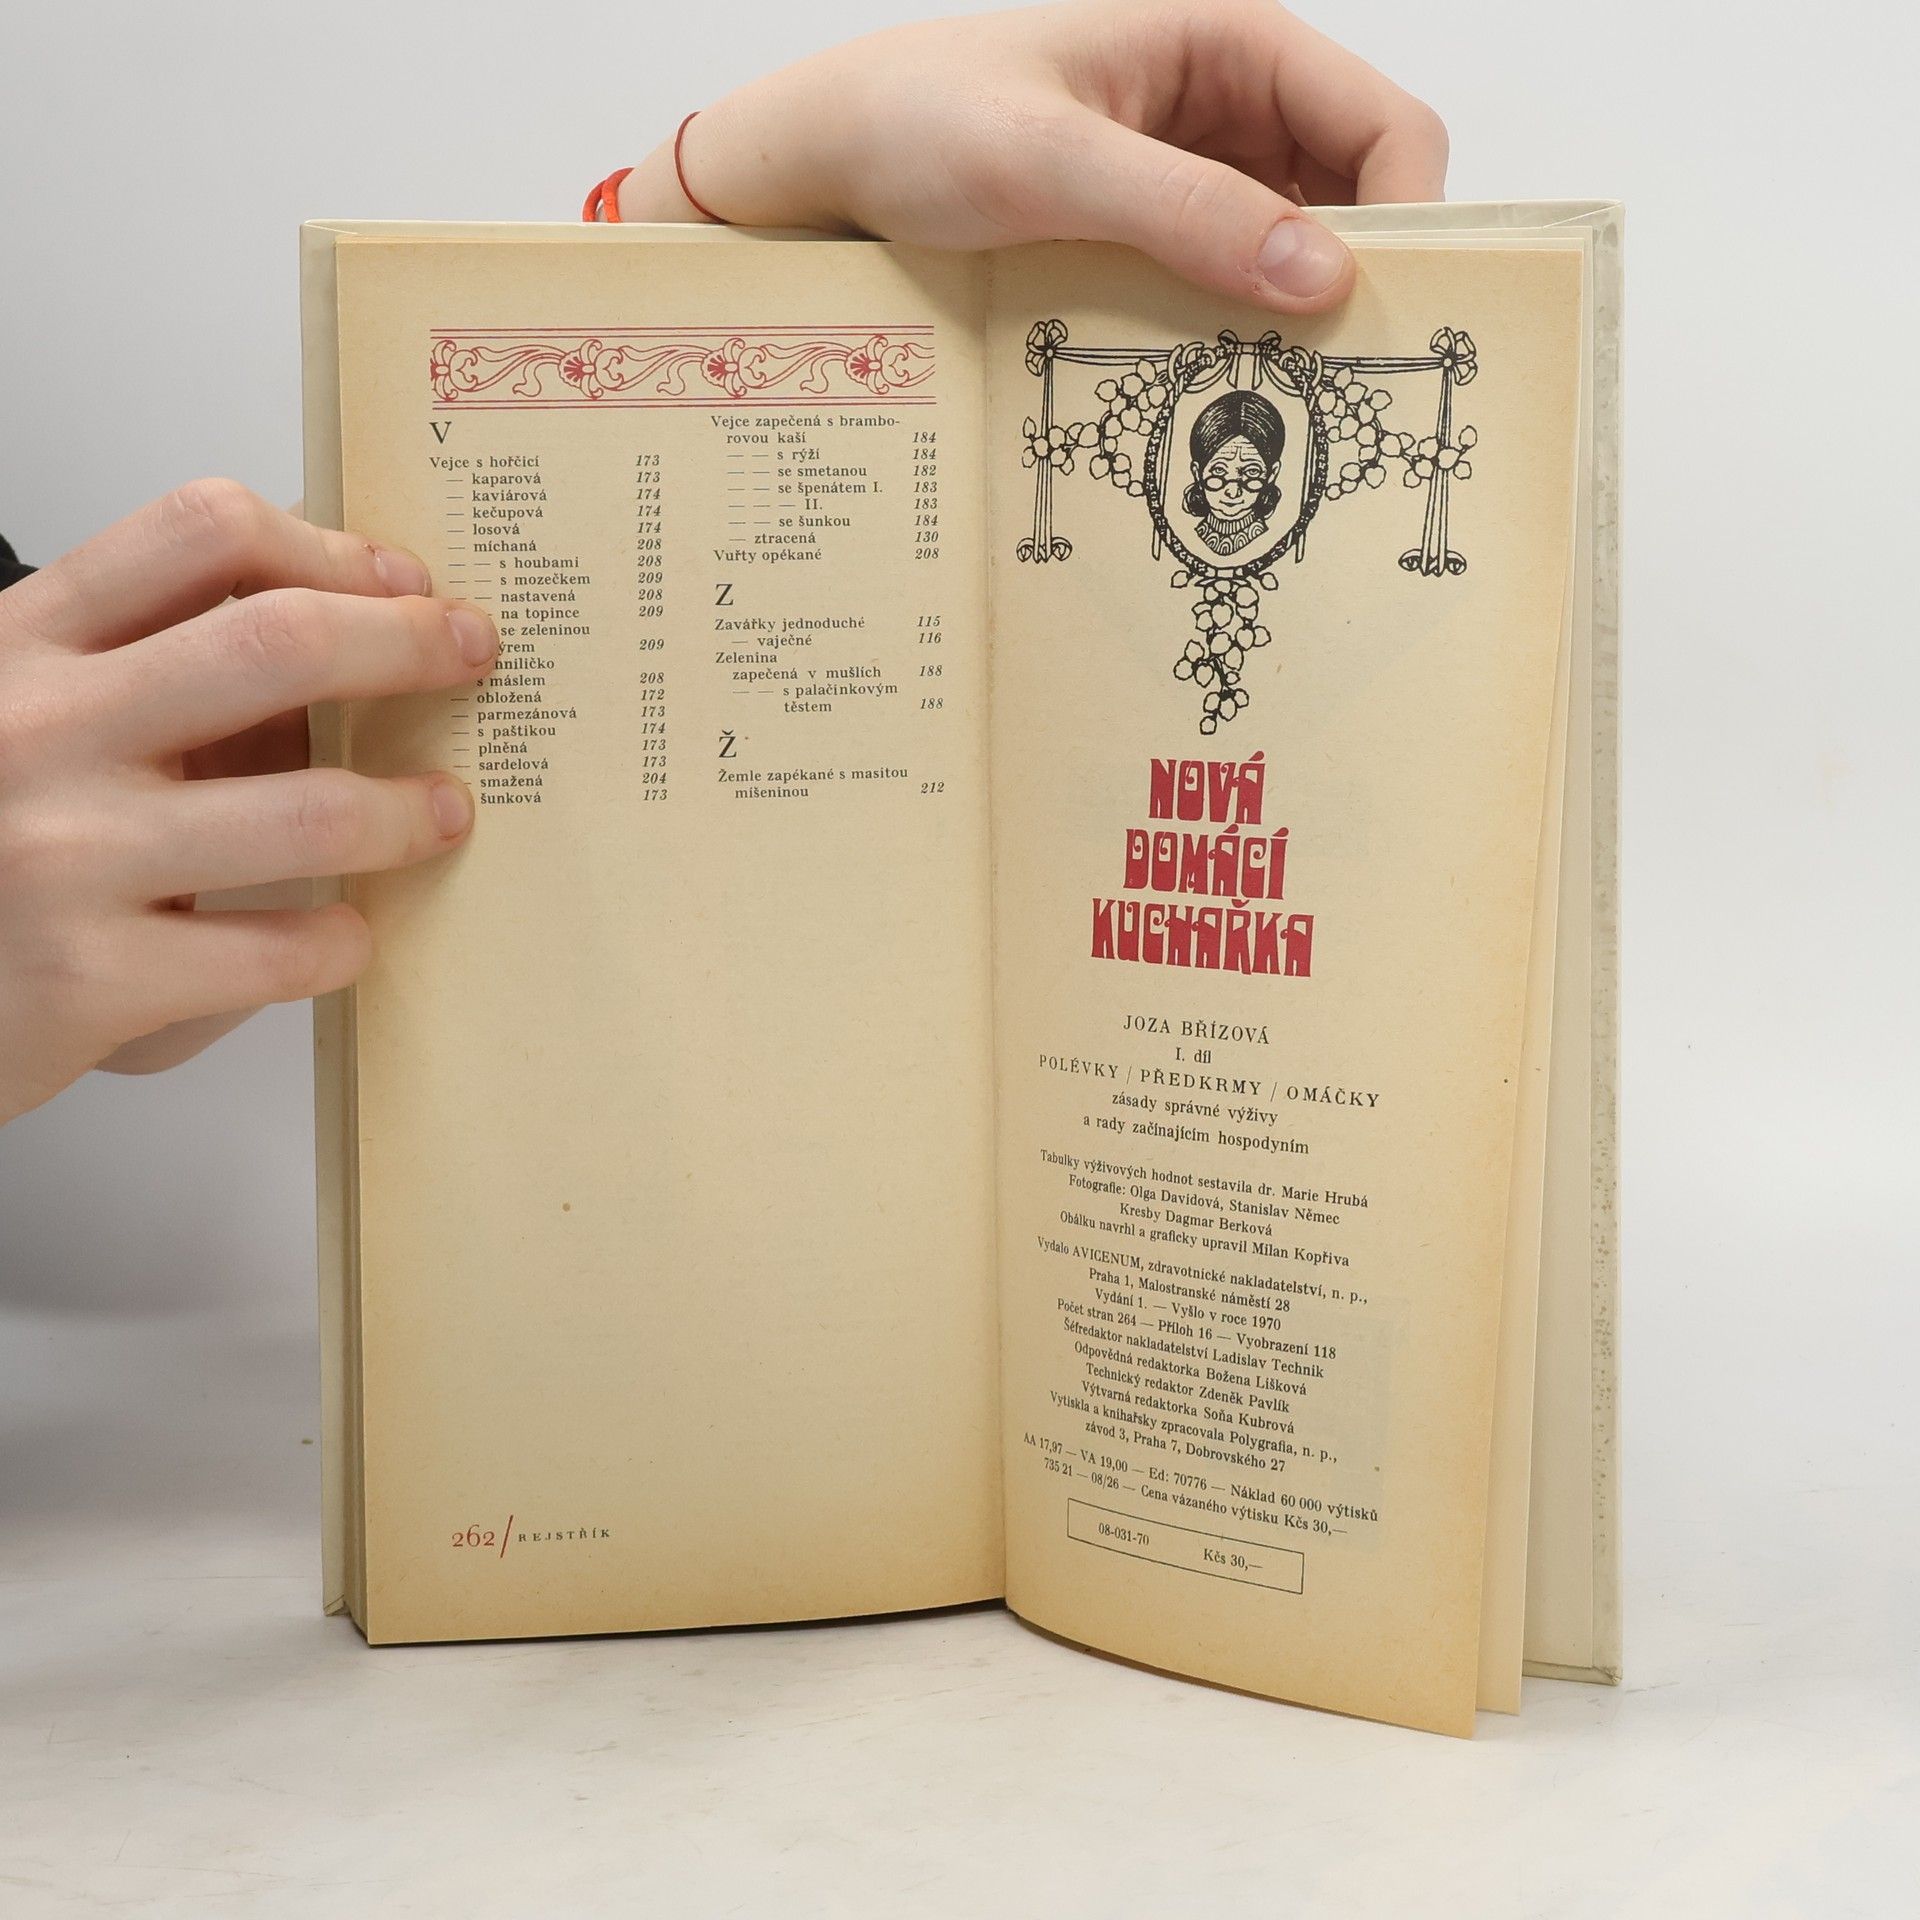 V
Vejce s hořčicí 173
— kaparová 173
— kaviárová 174
— kečupová 174
— losová 174
— míchaná 208
— — s houbami 208
— — s mozečkem 209
— — nastavená 208
— na topince 209
se zeleninou
209
s máslem 208
— obložená 172
— parmezánová 173
— s paštikou 174
— plněná 173
— sardelová 173
smažená 204
šunková 173
Vejce zapečená s brambo-
rovou kaší 184
— — s rýží 184
— — se smetanou 182
— — se špenátem I. 183
— — — II. 183
— — se šunkou 184
— ztracená 130
Vuřty opékané 208
Z
Zavářky jednoduché 115
— vaječné 116
Zelenina
zapečená v mušlích 188
— — s palačinkovým
těstem 188
Ž
Žemle zapékané s masitou
míšeninou 212
262/REJSTŘÍK
NOVÁ
DOMÁCÍ
KUCHAŘKA
JOZA BŘÍZOVÁ
I. díl
POLÉVKY / PŘEDKRMY / OMÁČKY
zásady správné výživy
a rady začínajícím hospodyním
Tabulky výživových hodnot sestavila dr. Marie Hrubá
Fotografie: Olga Davidová, Stanislav Němec
Kresby Dagmar Berková
Obálku navrhl a graficky upravil Milan Kopřiva
Vydalo AVICENUM, zdravotnické nakladatelství, n. p.,
Praha 1, Malostranské náměstí 28
Vydání 1. — Vyšlo v roce 1970
Počet stran 264 — Příloh 16 — Vyobrazení 118
Šéfredaktor nakladatelství Ladislav Technik
Odpovědná redaktorka Božena Lišková
Technický redaktor Zdeněk Pavlík
Výtvarná redaktorka Soňa Kubrová
Vytiskla a knihařsky zpracovala Polygrafia, n. p.,
závod 3, Praha 7, Dobrovského 27
AA 17,97 — VA 19,00 — Ed: 70776 — Náklad 60 000 výtisků
735 21 — 08/26 — Cena vázaného výtisku Kčs 30,—
08-031-70 Kčs 30,—